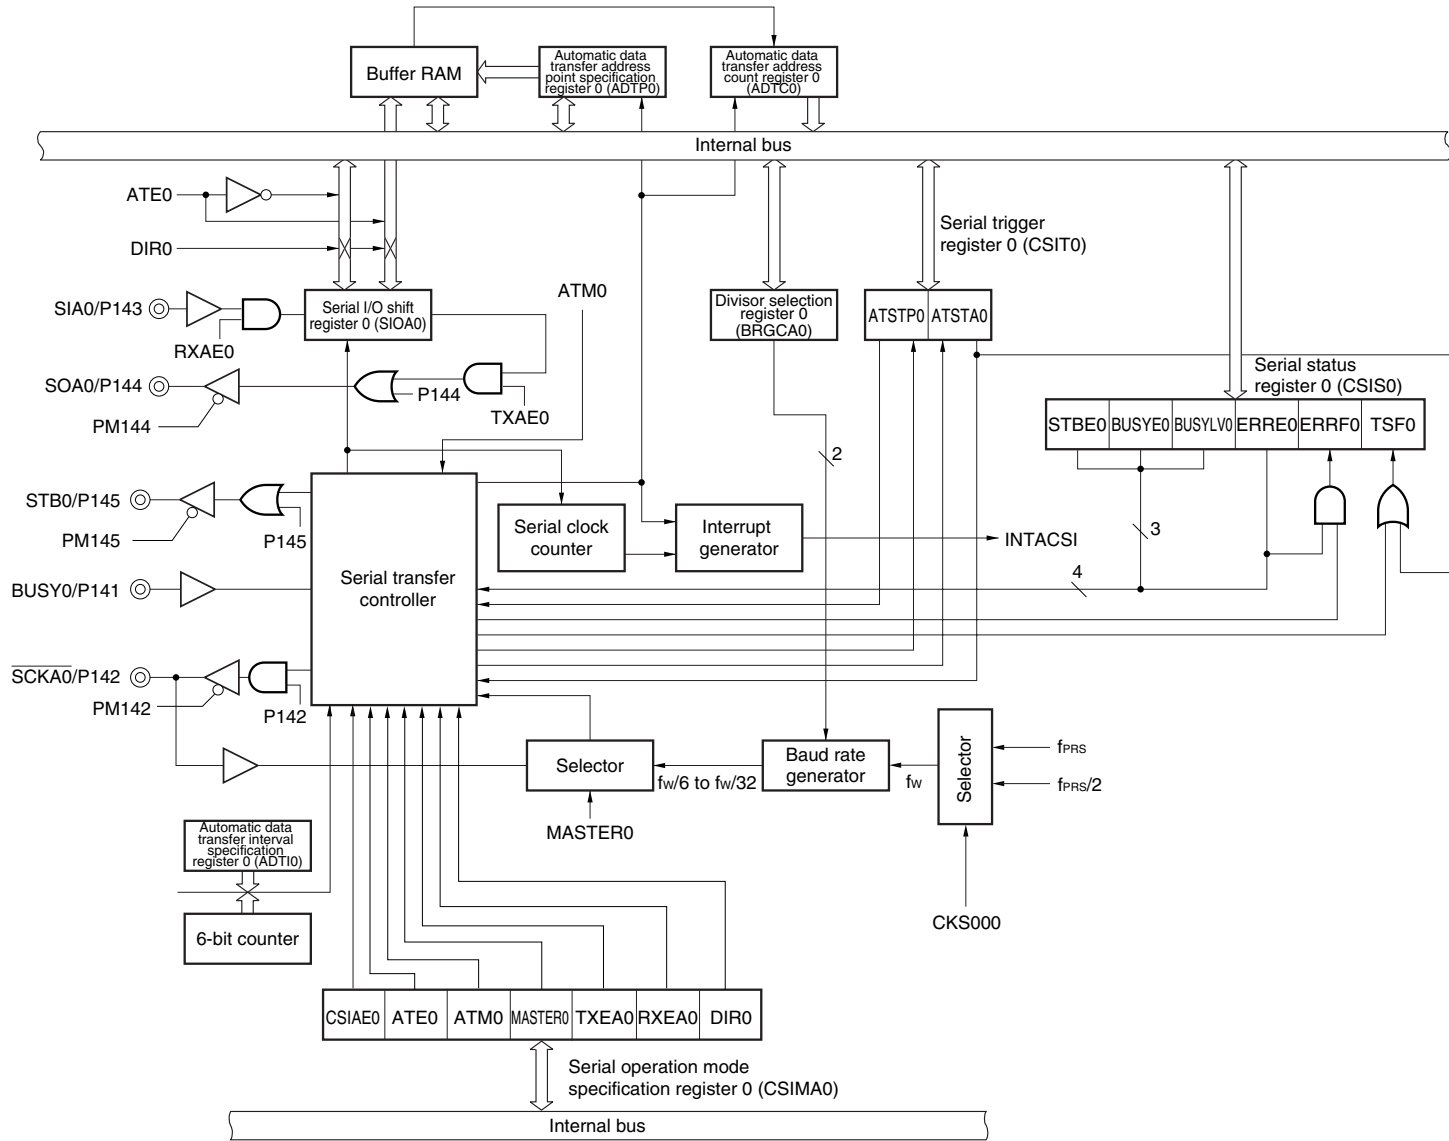 Buffer RAM
Automatic data
transfer address
point specification
register 0 (ADTP0)
Automatic data
transfer address
count register 0
(ADTC0)
Internal bus
ATE0
DIR0
SIA0/P143
RXAE0
Serial I/O shift
register 0 (SIOA0)
ATM0
Divisor selection
register 0
(BRGCA0)
Serial trigger
register 0 (CSIT0)
ATSTP0
ATSTA0
SOA0/P144
PM144
P144
TXAE0
Serial status
register 0 (CSIS0)
STBE0
BUSYE0
BUSYLV0
ERRE0
ERRF0
TSF0
2
STB0/P145
PM145
P145
Serial clock
counter
Interrupt
generator
INTACSI
3
4
Serial transfer
controller
BUSY0/P141
SCKA0/P142
PM142
P142
Selector
MASTER0
fW/6 to fW/32
Baud rate
generator
fW
Selector
fPRS
fPRS/2
CKS000
Automatic data
transfer interval
specification
register 0 (ADTI0)
6-bit counter
CSIAE0
ATE0
ATM0
MASTER0
TXEA0
RXEA0
DIR0
Serial operation mode
specification register 0 (CSIMA0)
Internal bus